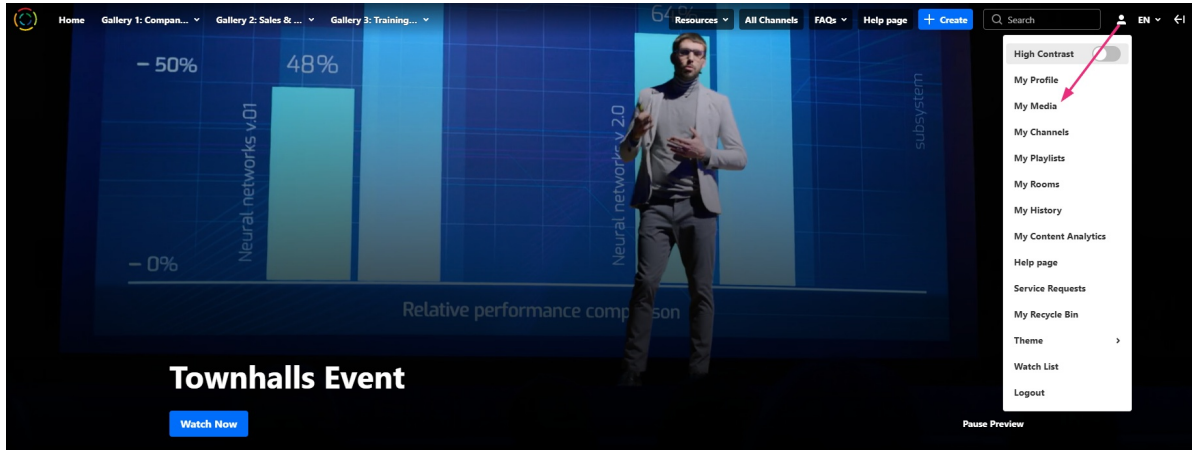 Home
Gallery 1: Compan...
Gallery 2: Sales & ...
Gallery 3: Training...
Resources
All Channels
FAQs
Help page
+ Create
Search
EN
High Contrast
My Profile
My Media
My Channels
My Playlists
My Rooms
My History
My Content Analytics
Help page
Service Requests
My Recycle Bin
Theme
Watch List
Logout
– 50%
48%
64%
Neural networks v.01
Neural networks v 2.0
subsystem
– 0%
Relative performance comp son
Townhalls Event
Watch Now
Pause Preview